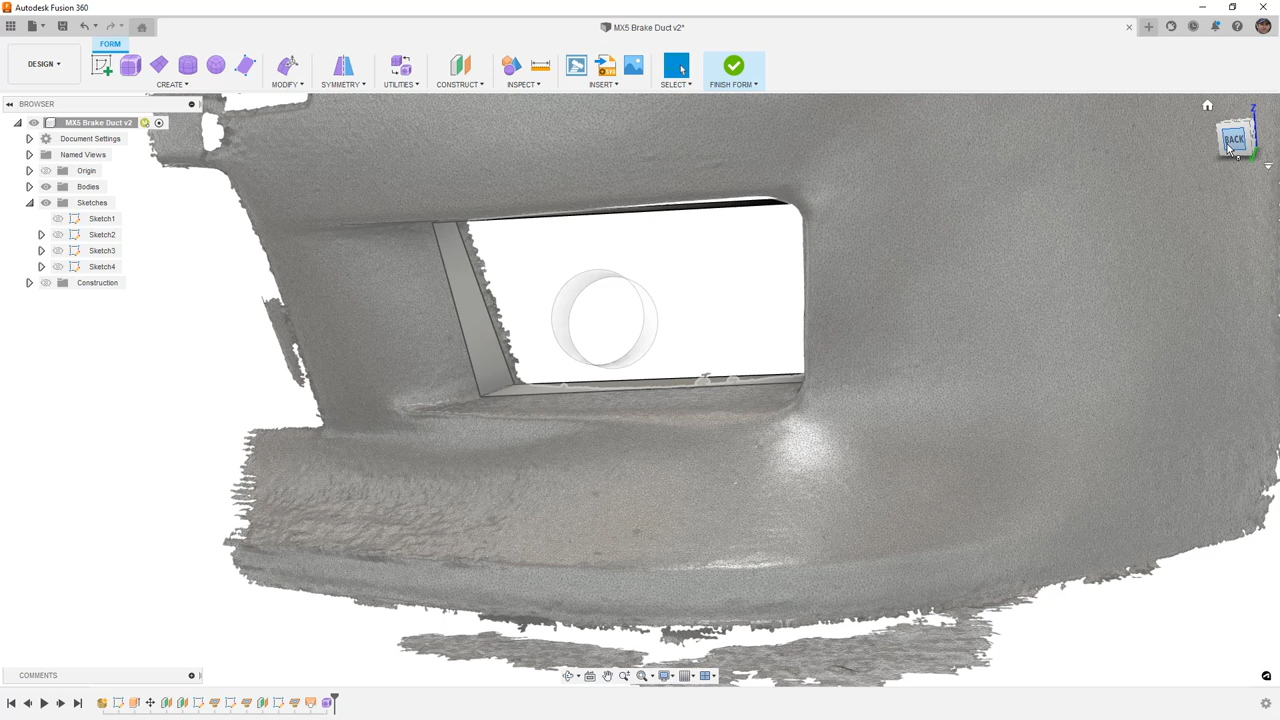 Autodesk Fusion 360
MX5 Brake Duct v2*
FORM
DESIGN
CREATE
MODIFY
SYMMETRY
UTILITIES
CONSTRUCT
INSPECT
INSERT
SELECT
FINISH FORM
BROWSER
MX5 Brake Duct v2
Document Settings
Named Views
Origin
Bodies
Sketches
Sketch1
Sketch2
Sketch3
Sketch4
Construction
Z
BACK
COMMENTS